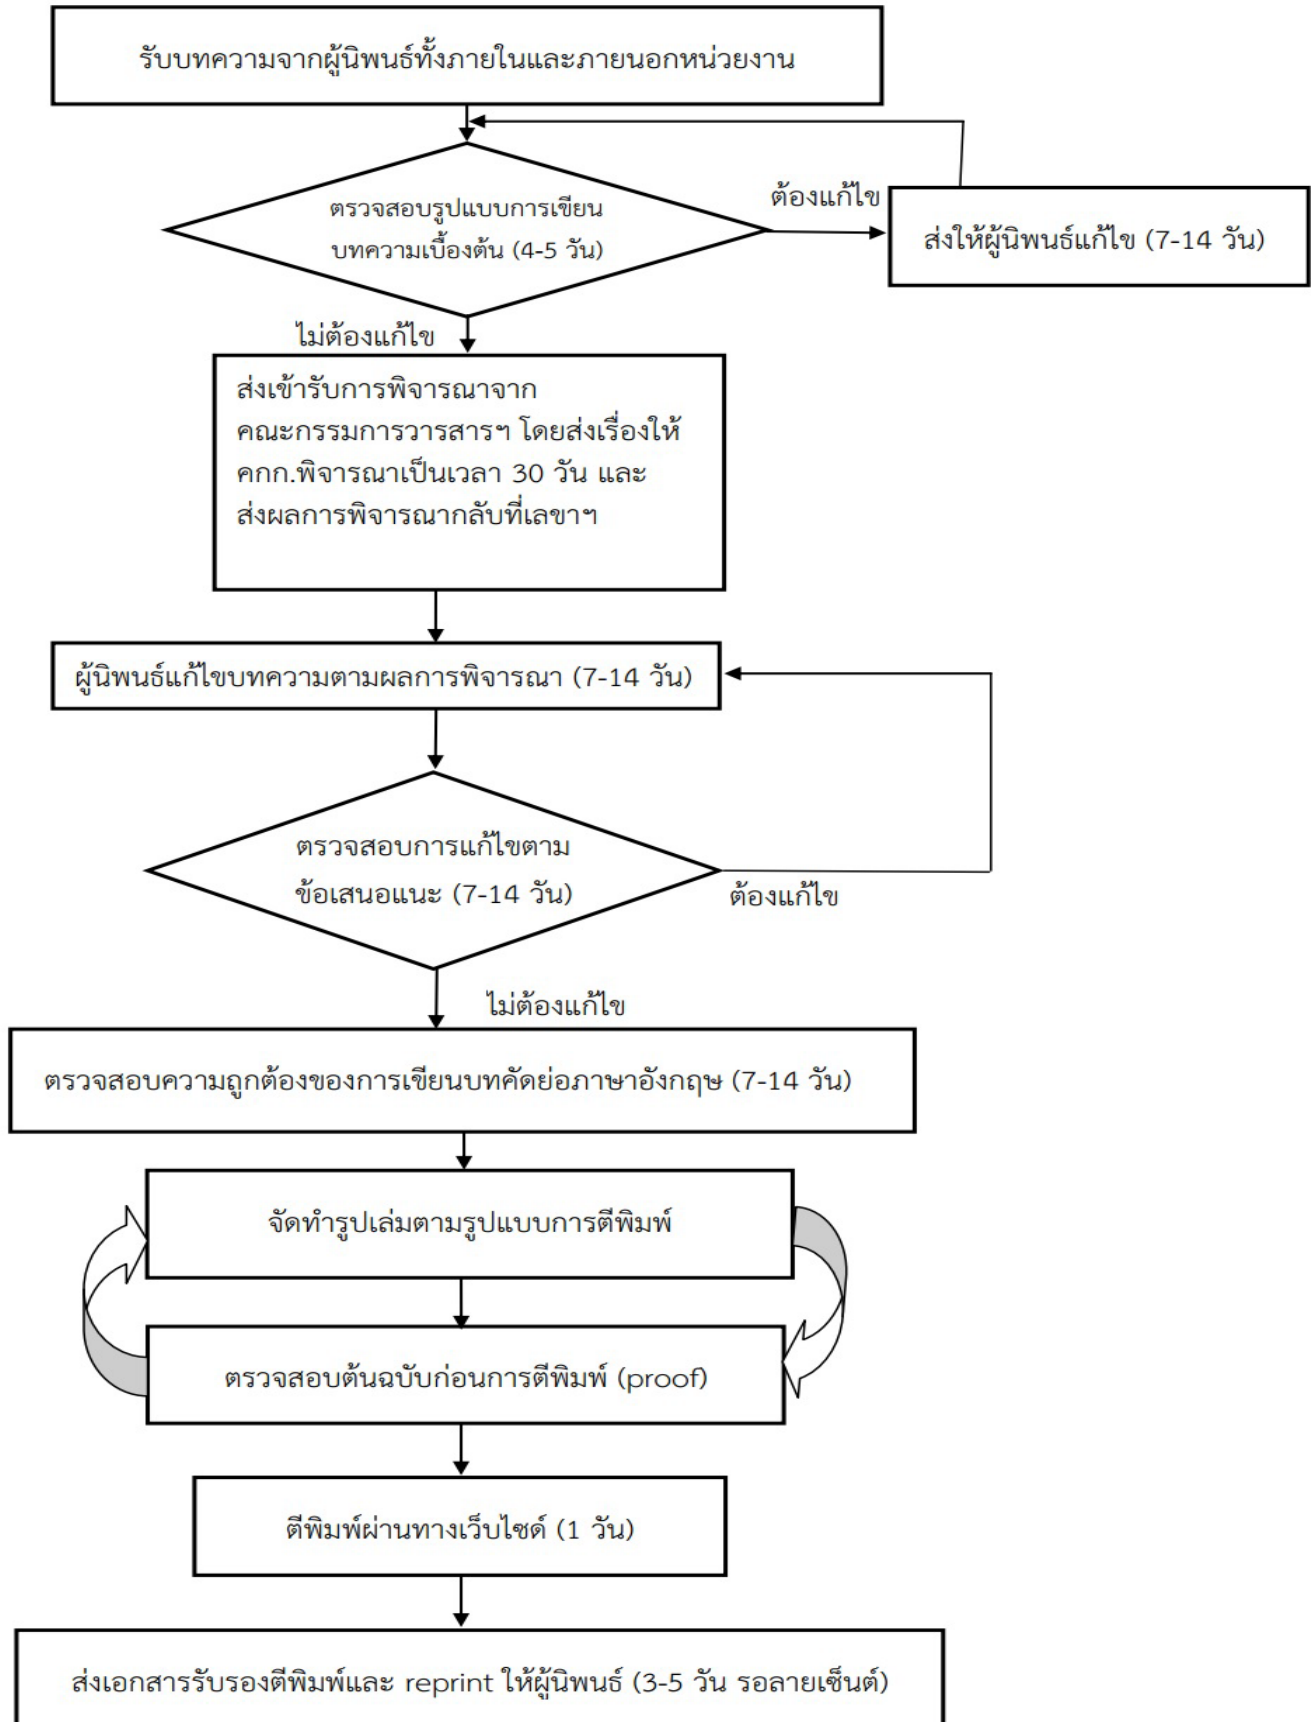 รับบทความจากผู้นิพนธ์ทั้งภายในและภายนอกหน่วยงาน
ตรวจสอบรูปแบบการเขียน
บทความเบื้องต้น (4-5 วัน)
ต้องแก้ไข
ส่งให้ผู้นิพนธ์แก้ไข (7-14 วัน)
ไม่ต้องแก้ไข
ส่งเข้ารับการพิจารณาจาก
คณะกรรมการวารสารฯ โดยส่งเรื่องให้
คกก.พิจารณาเป็นเวลา 30 วัน และ
ส่งผลการพิจารณากลับที่เลขาฯ
ผู้นิพนธ์แก้ไขบทความตามผลการพิจารณา (7-14 วัน)
ตรวจสอบการแก้ไขตาม
ข้อเสนอแนะ (7-14 วัน)
ต้องแก้ไข
ไม่ต้องแก้ไข
ตรวจสอบความถูกต้องของการเขียนบทคัดย่อภาษาอังกฤษ (7-14 วัน)
จัดทำรูปเล่มตามรูปแบบการตีพิมพ์
ตรวจสอบต้นฉบับก่อนการตีพิมพ์ (proof)
ตีพิมพ์ผ่านทางเว็บไซด์ (1 วัน)
ส่งเอกสารรับรองตีพิมพ์และ reprint ให้ผู้นิพนธ์ (3-5 วัน รอลายเซ็นต์)